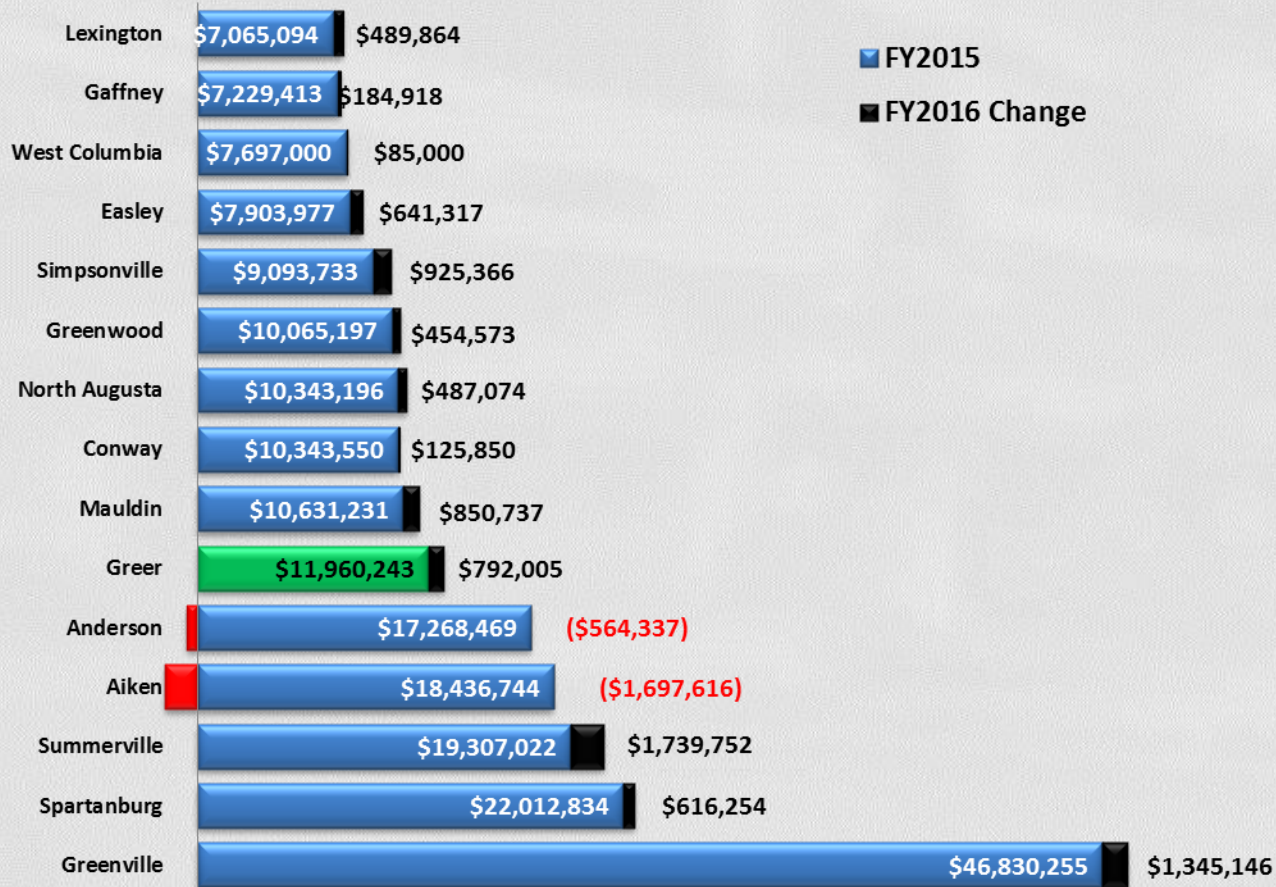 Lexington $7,065,094 $489,864
FY2015
Gaffney $7,229,413 $184,918
FY2016 Change
West Columbia $7,697,000 $85,000
Easley $7,903,977 $641,317
Simpsonville $9,093,733 $925,366
Greenwood $10,065,197 $454,573
North Augusta $10,343,196 $487,074
Conway $10,343,550 $125,850
Mauldin $10,631,231 $850,737
Greer $11,960,243 $792,005
Anderson $17,268,469 ($564,337)
Aiken $18,436,744 ($1,697,616)
Summerville $19,307,022 $1,739,752
Spartanburg $22,012,834 $616,254
Greenville $46,830,255 $1,345,146